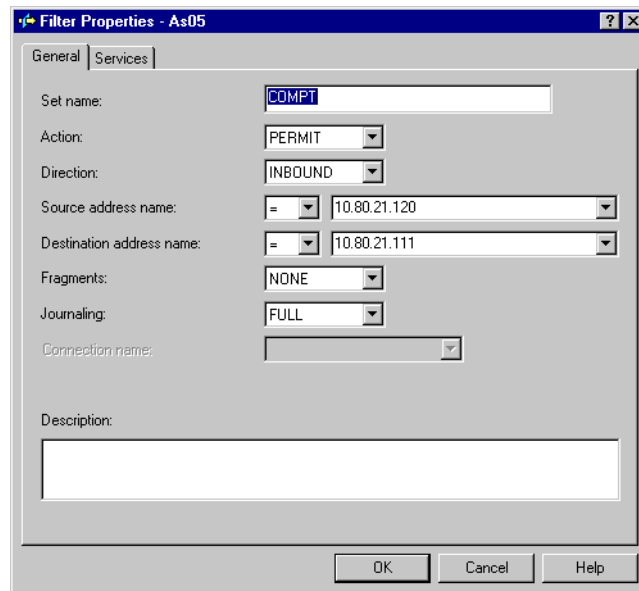 Filter Properties - As05
General Services
Set name: COMPT
Action: PERMIT
Direction: INBOUND
Source address name: = 10.80.21.120
Destination address name: = 10.80.21.111
Fragments: NONE
Journaling: FULL
Connection name:
Description:
OK Cancel Help